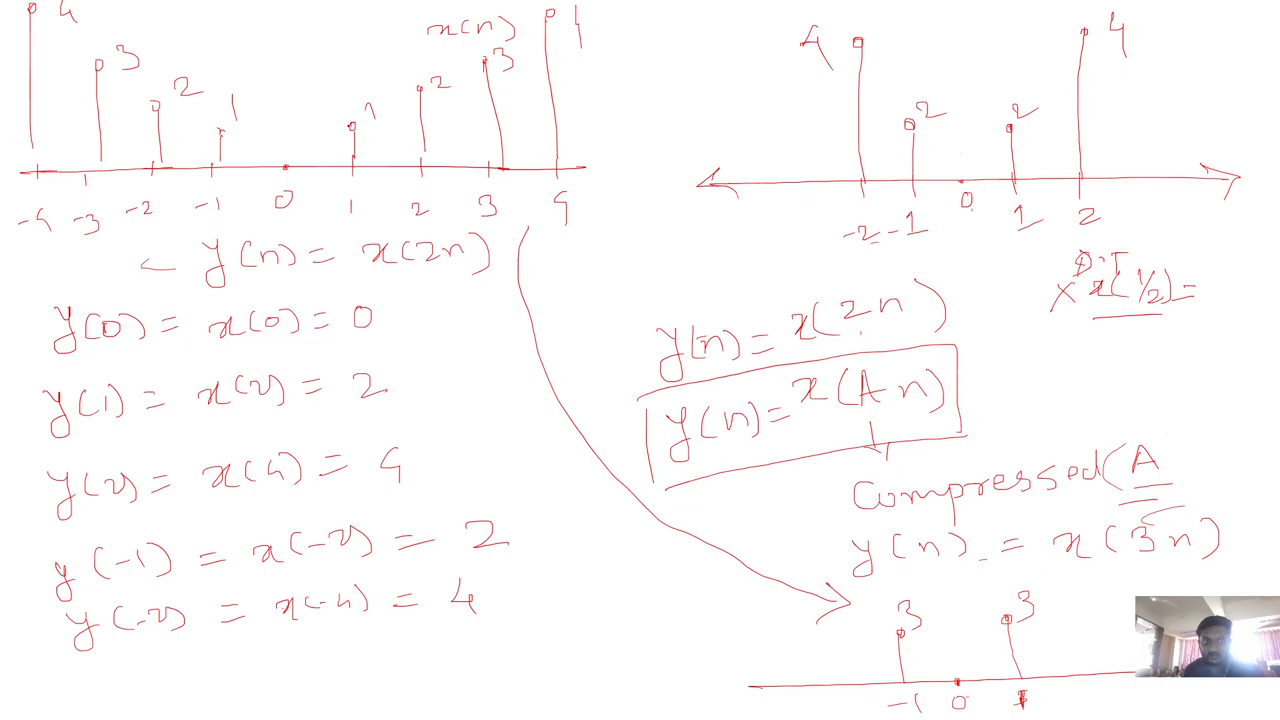 4 3 2 1 1 2 3 4
x(n)
-4 -3 -2 -1 0 1 2 3 4
y(n) = x(2n)
y(0) = x(0) = 0
y(1) = x(2) = 2
y(2) = x(4) = 4
y(-1) = x(-2) = 2
y(-2) = x(-4) = 4
4 2 2 4
-2 -1 0 1 2
D.T
x(1/2) =
y(n) = x(2n)
y(n) = x(An)
Compressed(A
y(n) = x(3n)
3 3
-1 0 1